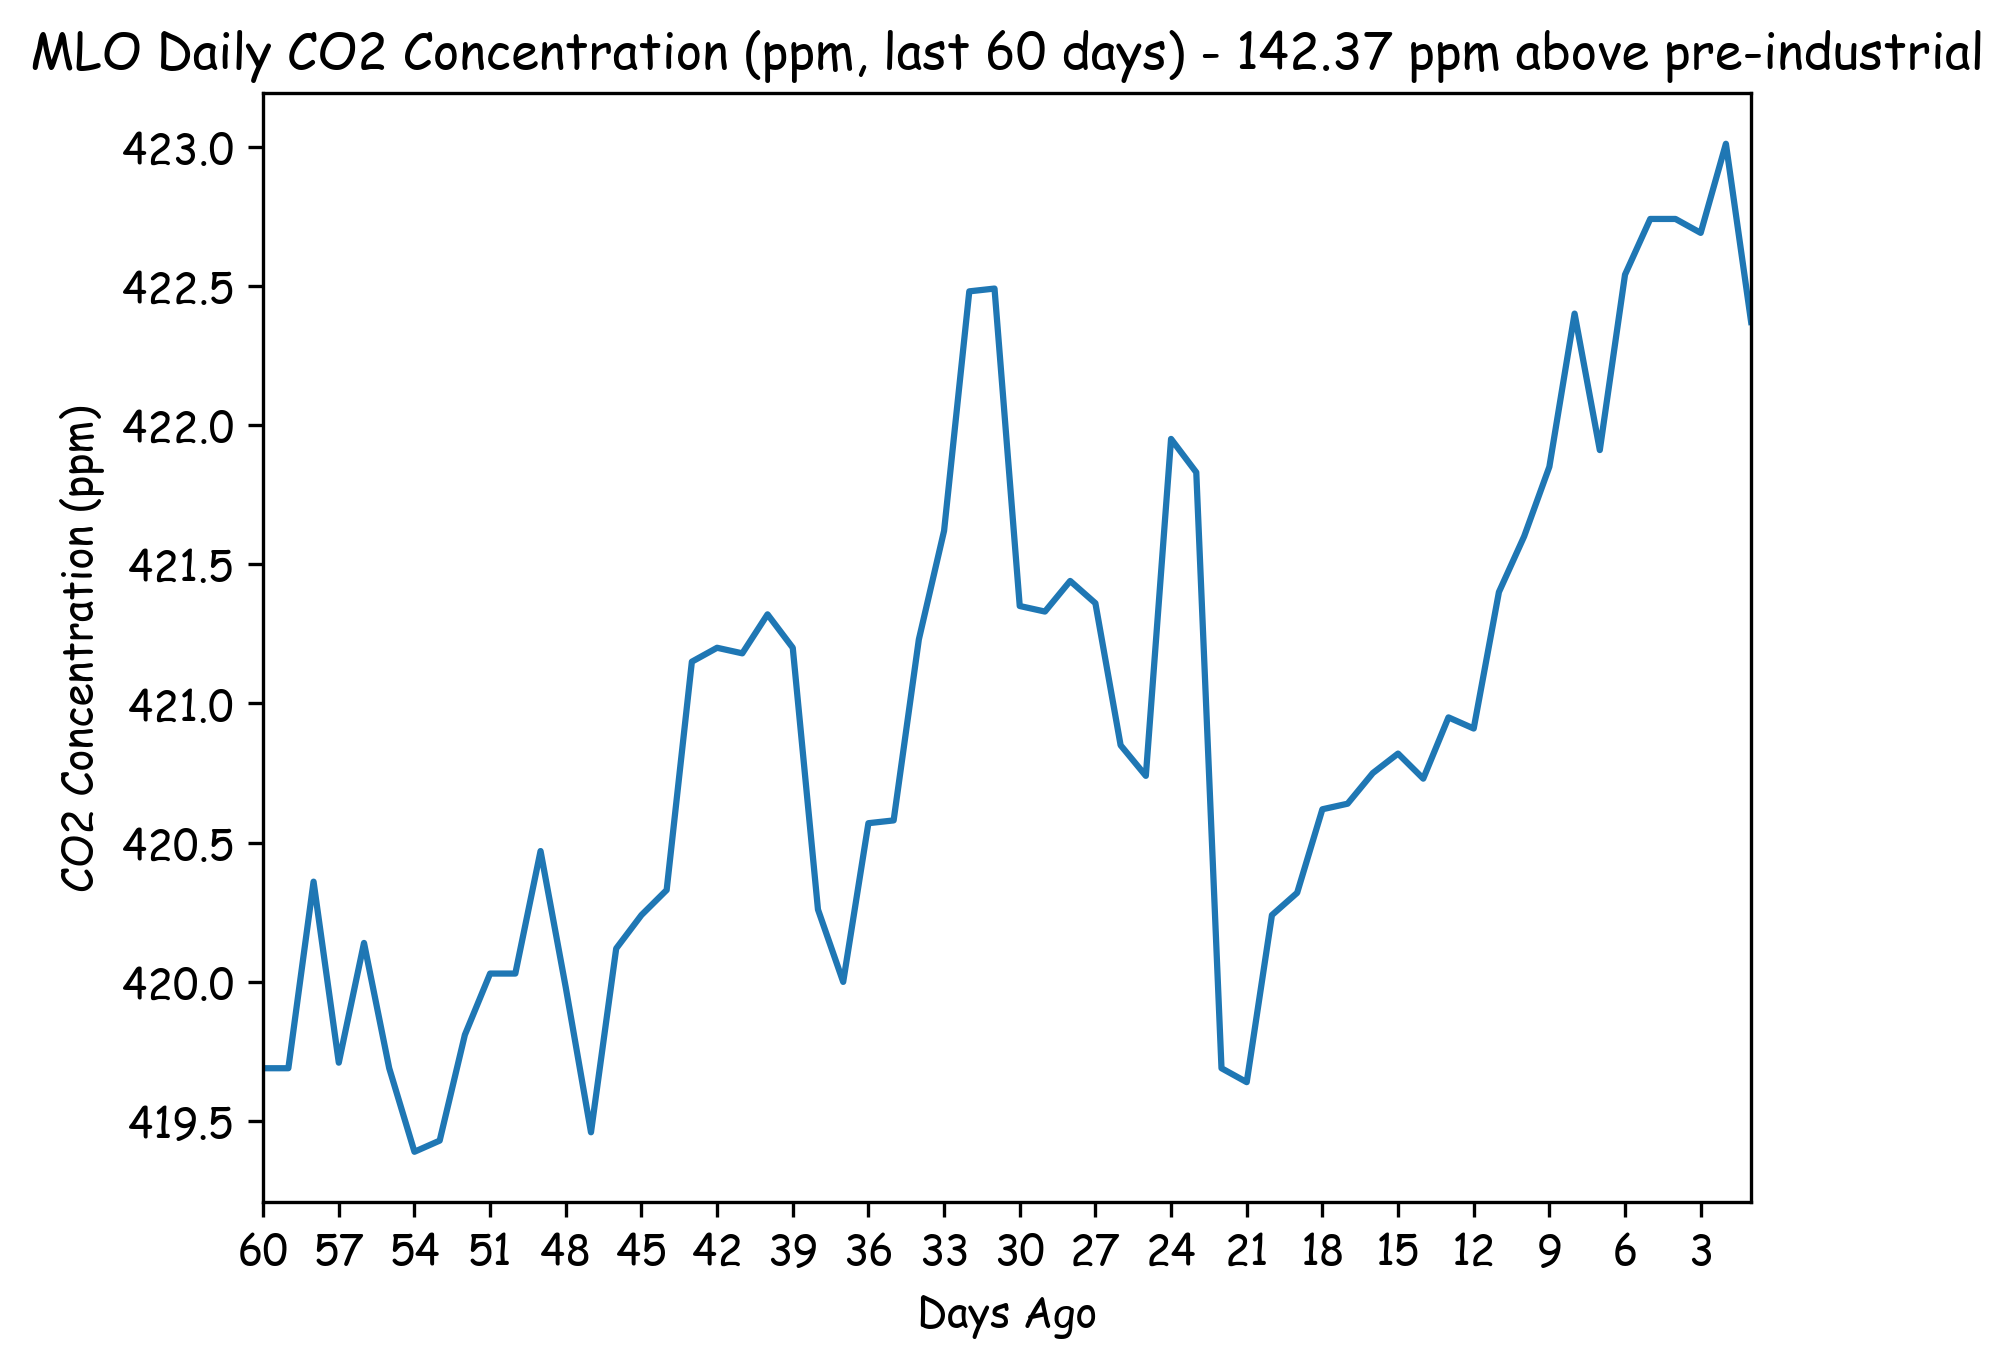 MLO Daily CO2 Concentration (ppm, last 60 days) - 142.37 ppm above pre-industrial
423.0
422.5
422.0
421.5
421.0
420.5
420.0
419.5
CO2 Concentration (ppm)
60 57 54 51 48 45 42 39 36 33 30 27 24 21 18 15 12 9 6 3
Days Ago